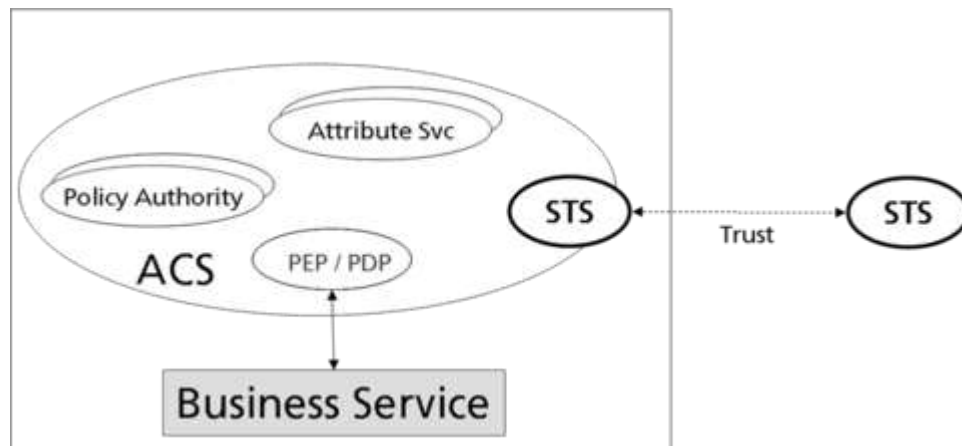 Attribute Svc
Policy Authority
STS
STS
Trust
PEP / PDP
ACS
Business Service